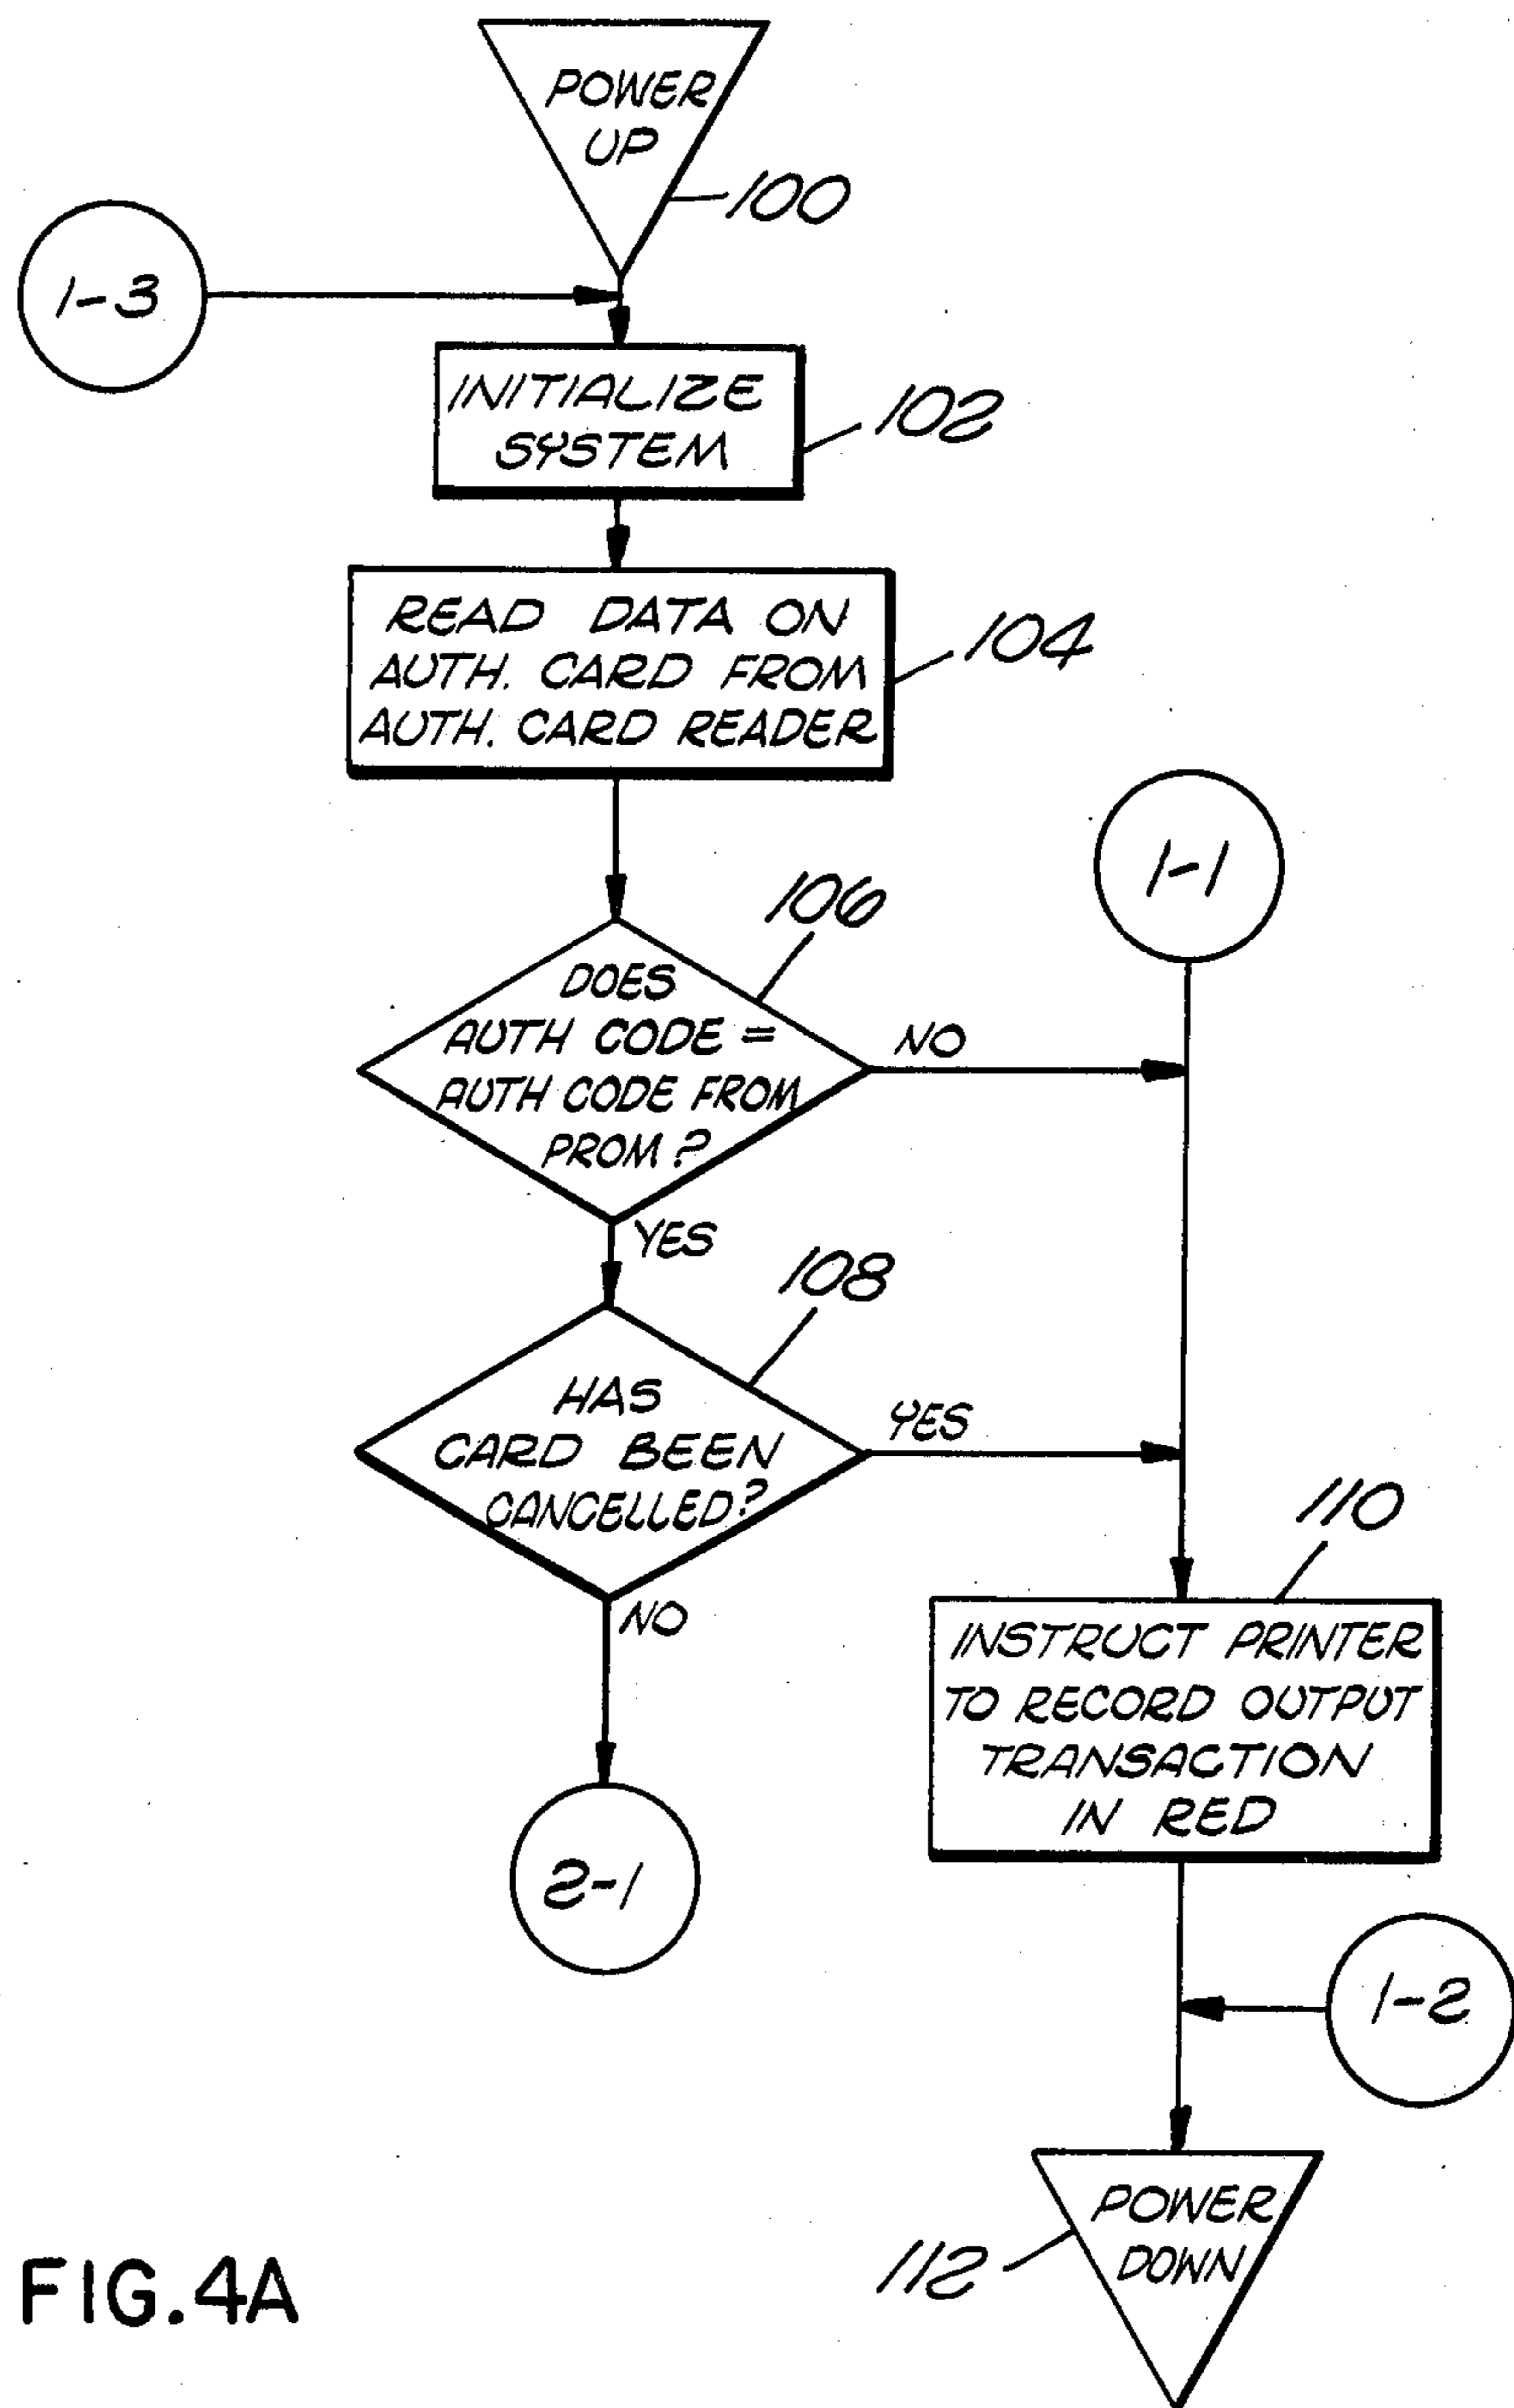 POWER
UP
100
1-3
INITIALIZE
SYSTEM
102
READ DATA ON
AUTH. CARD FROM
AUTH. CARD READER
104
1-1
106
DOES
AUTH CODE =
AUTH CODE FROM
PROM?
NO
YES
108
HAS
CARD BEEN
CANCELLED?
YES
NO
110
INSTRUCT PRINTER
TO RECORD OUTPUT
TRANSACTION
IN RED
2-1
1-2
POWER
DOWN
112
FIG.4A